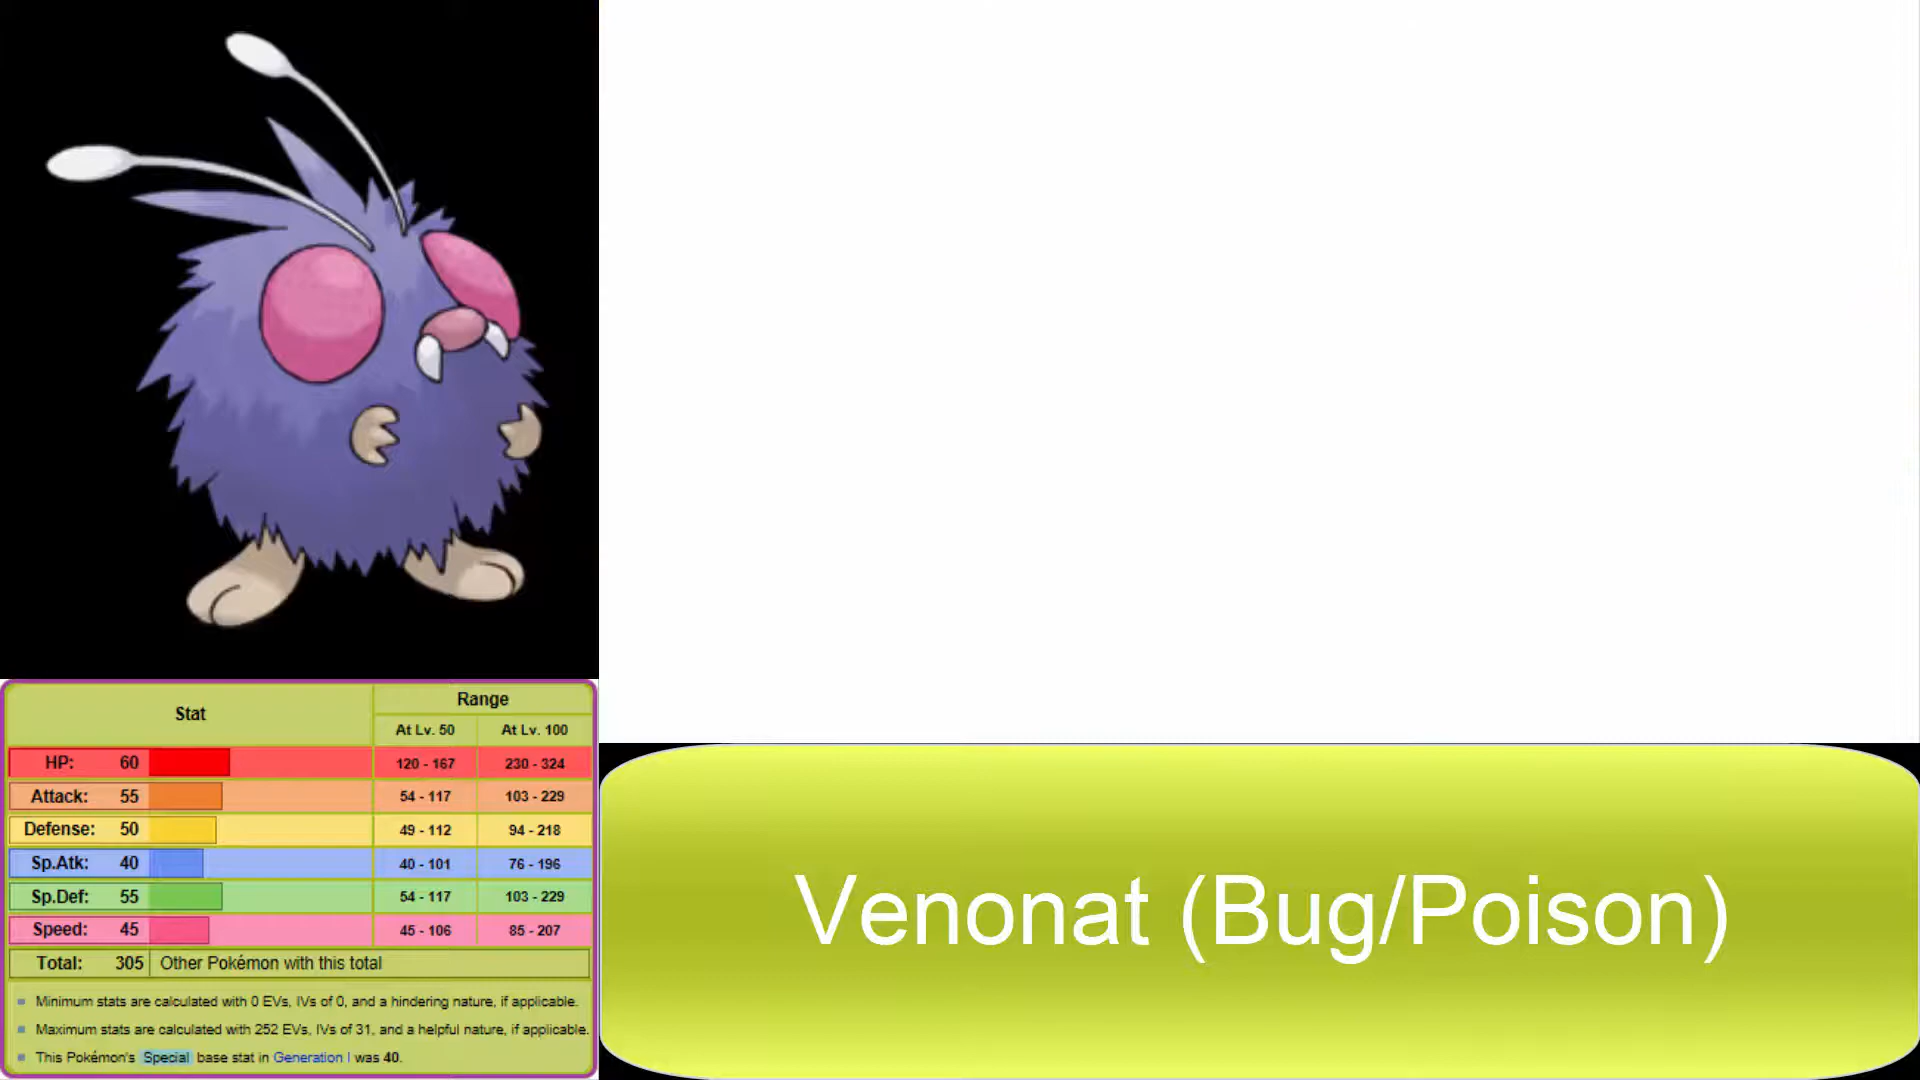 Stat Range
At Lv. 50 At Lv. 100
HP: 60 120 - 167 230 - 324
Attack: 55 54 - 117 103 - 229
Defense: 50 49 - 112 94 - 218
Sp.Atk: 40 40 - 101 76 - 196
Sp.Def: 55 54 - 117 103 - 229
Speed: 45 45 - 106 85 - 207
Total: 305 Other Pokémon with this total
Minimum stats are calculated with 0 EVs, IVs of 0, and a hindering nature, if applicable.
Maximum stats are calculated with 252 EVs, IVs of 31, and a helpful nature, if applicable.
This Pokémon's Special base stat in Generation I was 40.
Venonat (Bug/Poison)